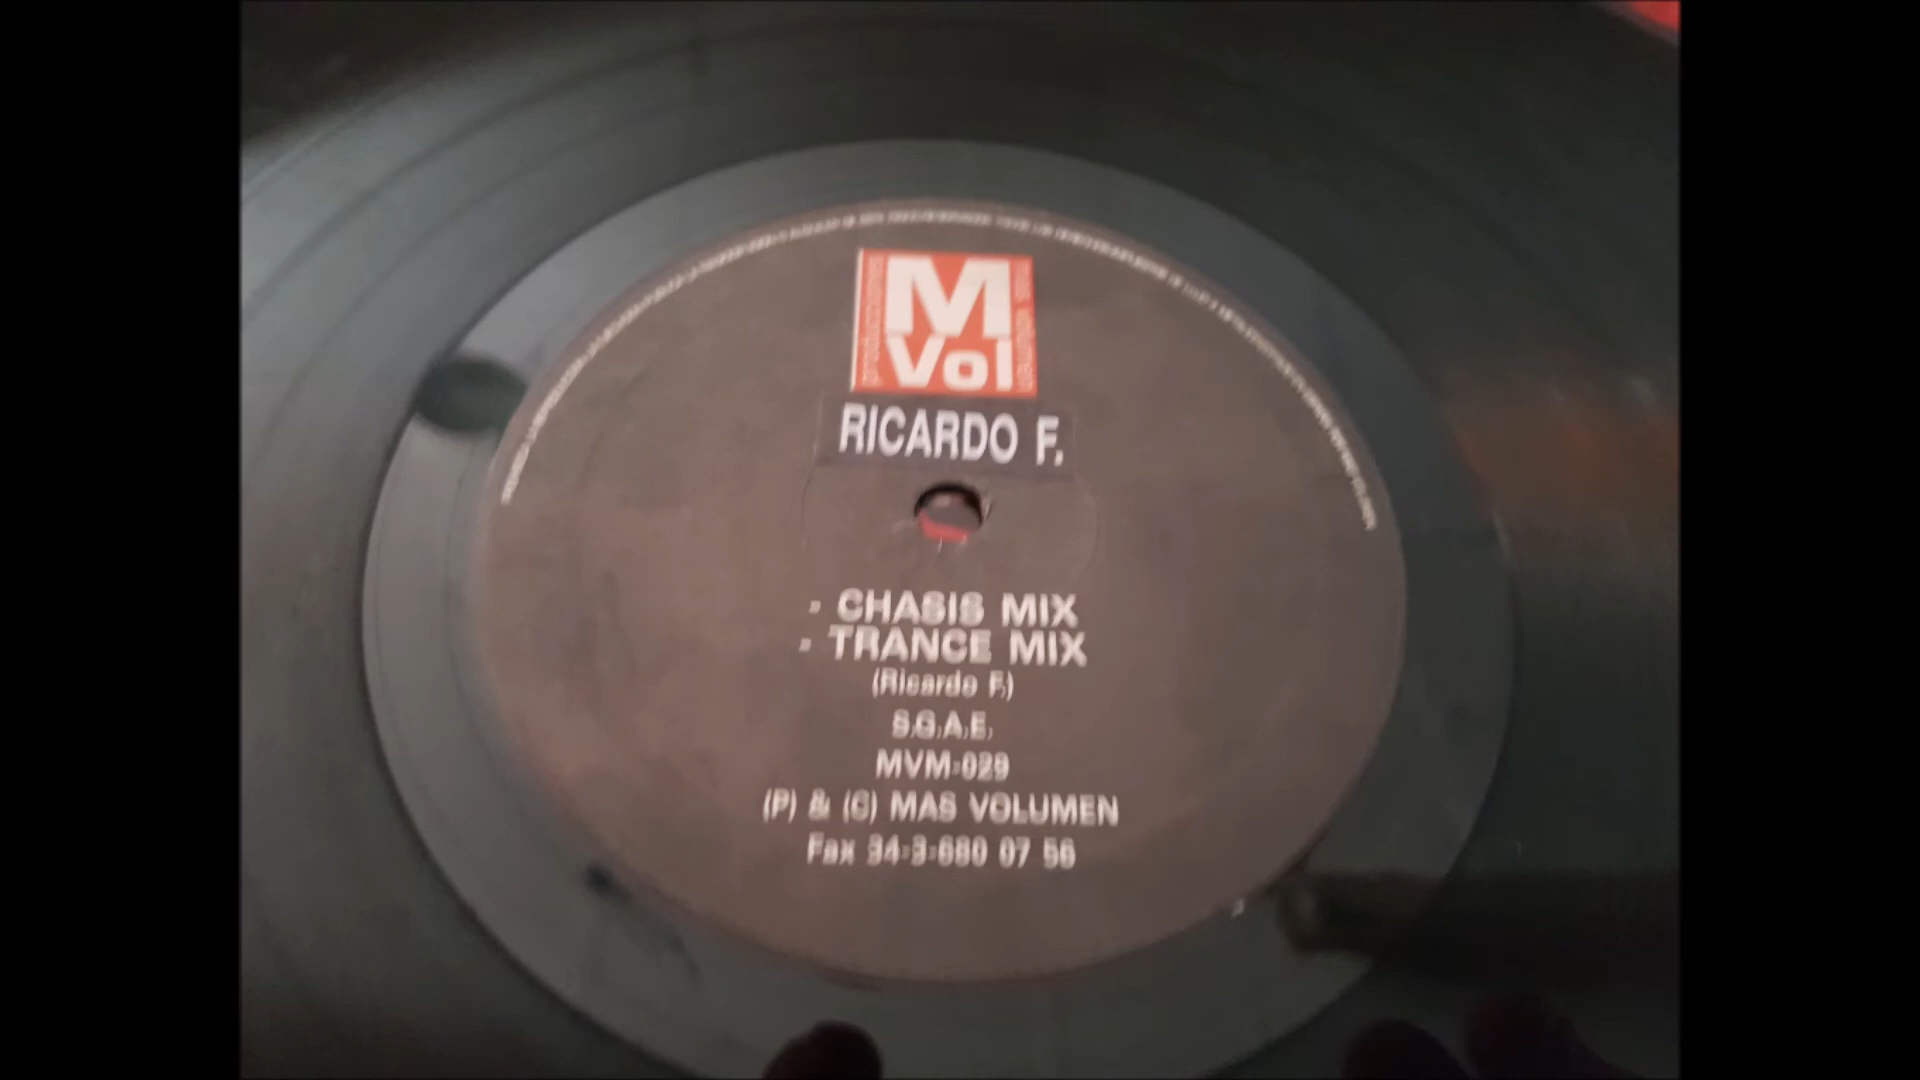 M
Vol
RICARDO F.
- CHASIS MIX
- TRANCE MIX
(Ricardo F.)
S.G.A.E.
MVM-029
(P) & (C) MAS VOLUMEN
Fax 34-3-680 07 56